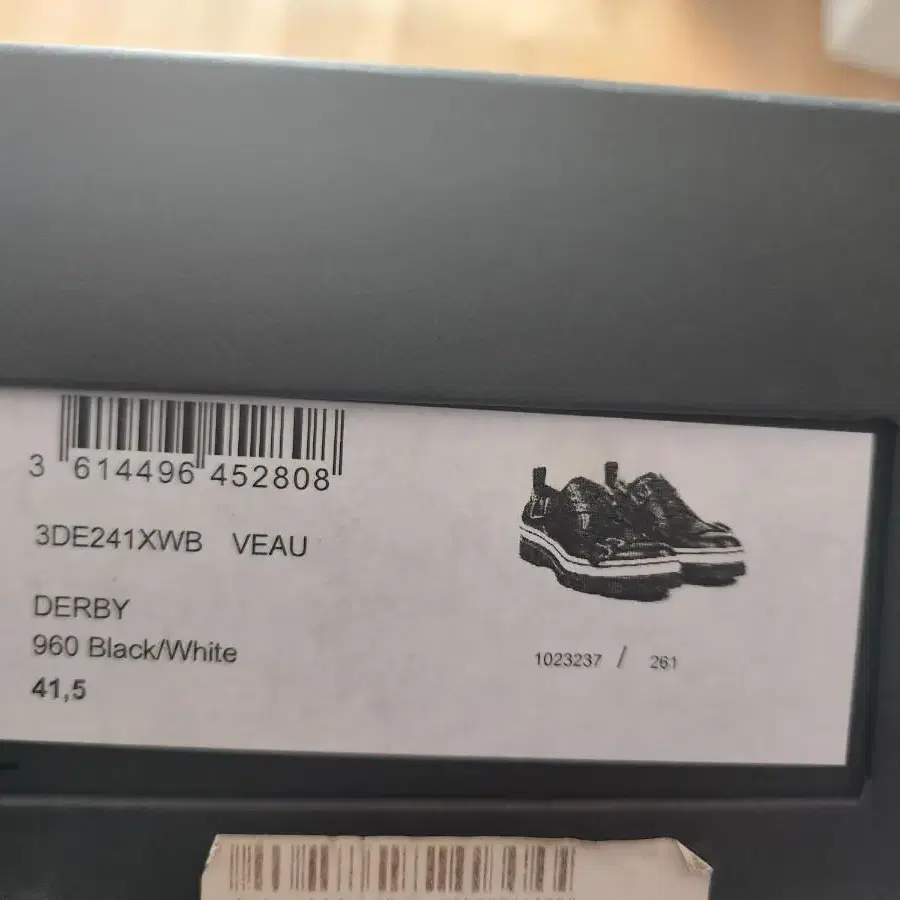 3 614496 452808
3DE241XWB VEAU
DERBY
960 Black/White
41,5
1023237 / 261